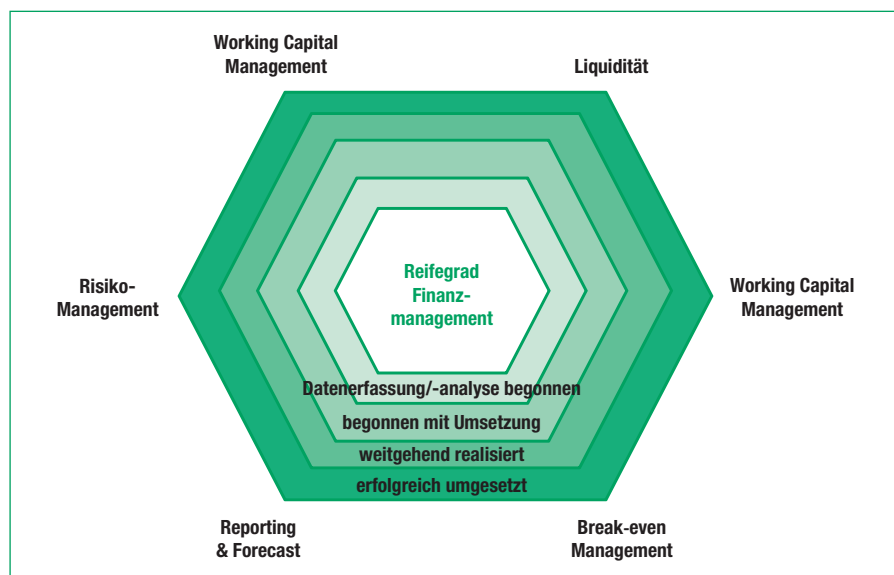 Working Capital
Management
Liquidität
Risiko-
Management
Reifegrad
Finanz-
management
Working Capital
Management
Datenerfassung/-analyse begonnen
begonnen mit Umsetzung
weitgehend realisiert
erfolgreich umgesetzt
Reporting
& Forecast
Break-even
Management